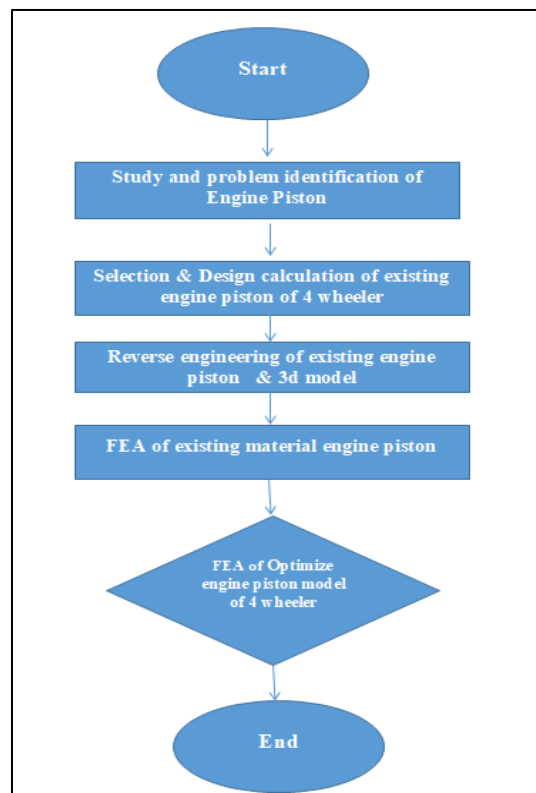 Start
Study and problem identification of
Engine Piston
Selection & Design calculation of existing
engine piston of 4 wheeler
Reverse engineering of existing engine
piston & 3d model
FEA of existing material engine piston
FEA of Optimize
engine piston model
of 4 wheeler
End